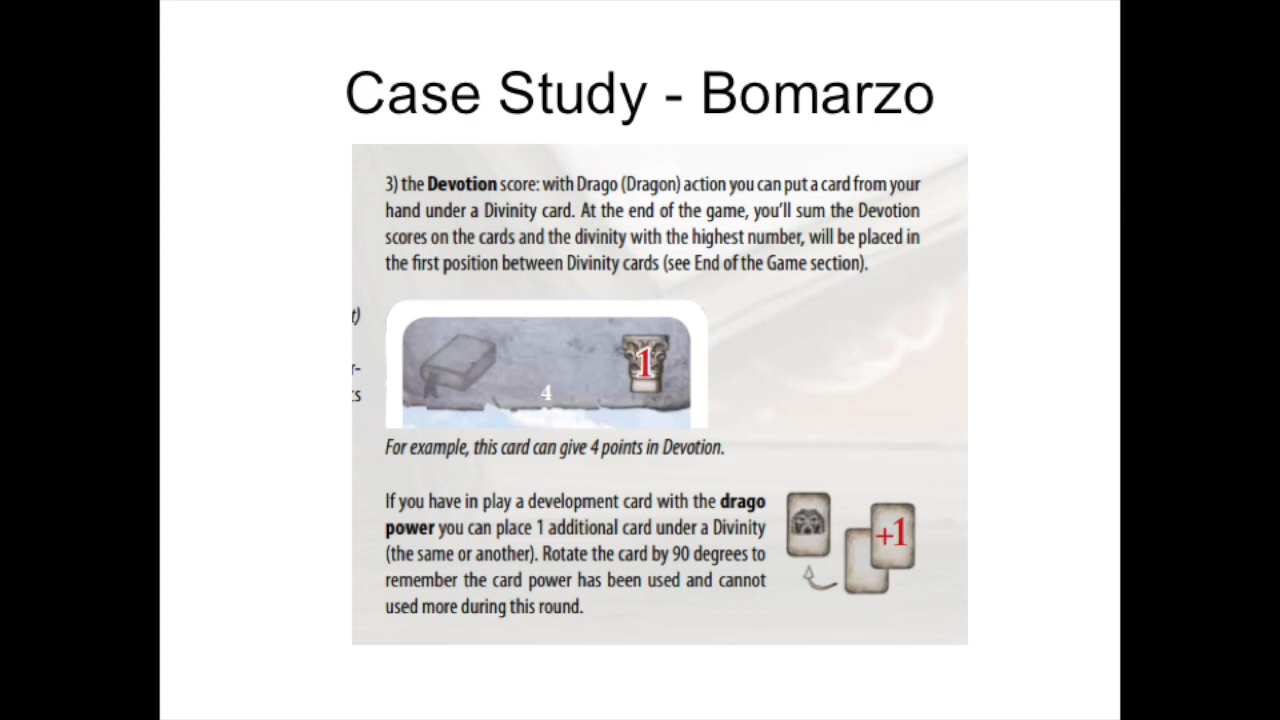 Case Study - Bomarzo
3) the Devotion score: with Drago (Dragon) action you can put a card from your
hand under a Divinity card. At the end of the game, you'll sum the Devotion
scores on the cards and the divinity with the highest number, will be placed in
the first position between Divinity cards (see End of the Game section).
t)
r-
cs
1
4
For example, this card can give 4 points in Devotion.
If you have in play a development card with the drago
power you can place 1 additional card under a Divinity
(the same or another). Rotate the card by 90 degrees to
remember the card power has been used and cannot
used more during this round.
+1